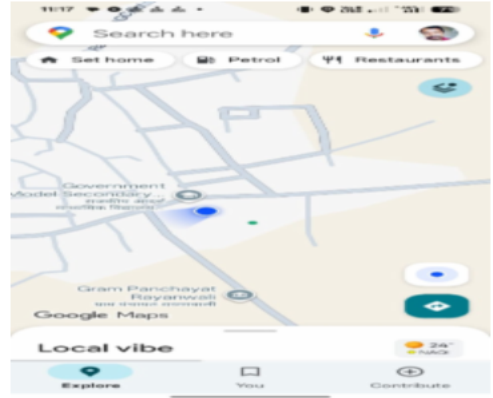 11:17
Search here
Set home
Petrol
Restaurants
Government
Model Secondary...
Gram Panchayat
Rayanwali
Google Maps
Local vibe
24°
Explore
You
Contribute